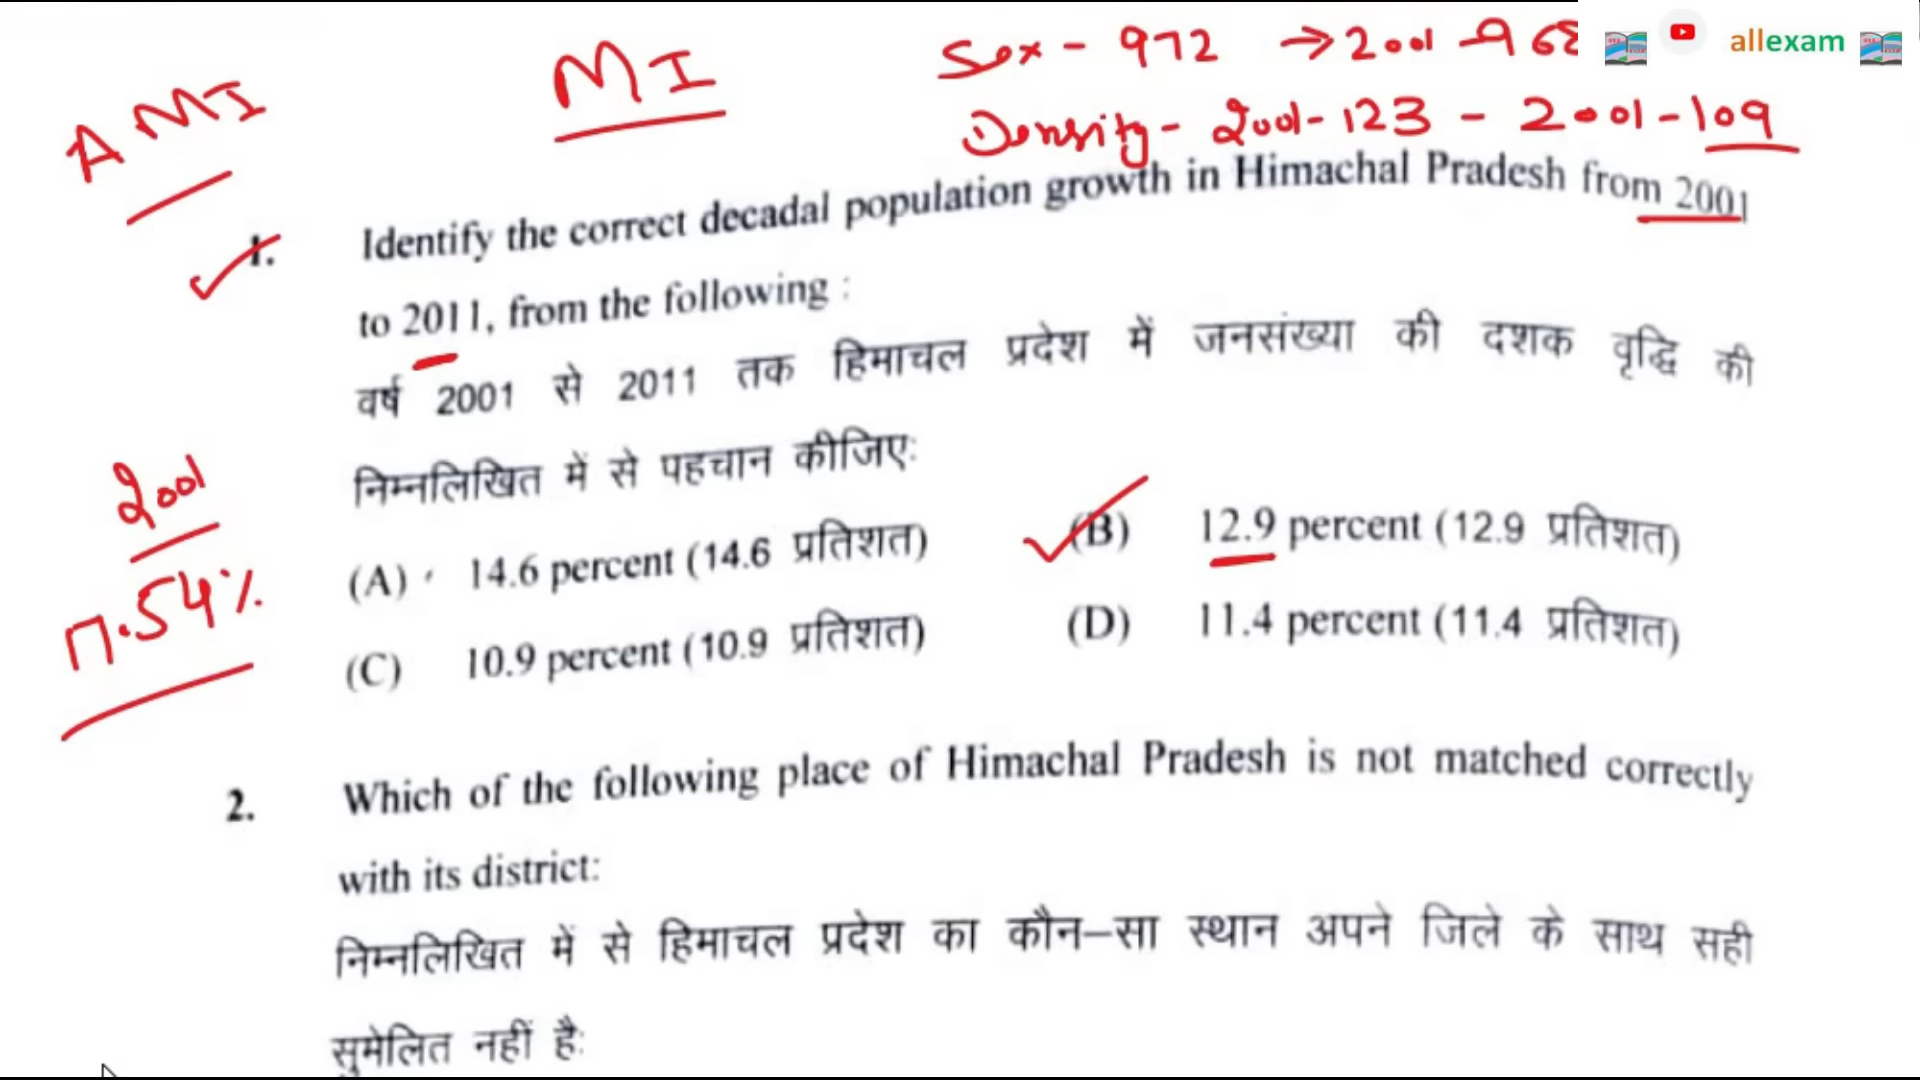 AMI
MI
Sex - 972 → 2001 - 968
allexam
Density - 2001 - 123 - 2001 - 109
1. Identify the correct decadal population growth in Himachal Pradesh from 2001
to 2011, from the following :
वर्ष 2001 से 2011 तक हिमाचल प्रदेश में जनसंख्या की दशक वृद्धि की
निम्नलिखित में से पहचान कीजिए:
2001
17.54%
(A) 14.6 percent (14.6 प्रतिशत) (B) 12.9 percent (12.9 प्रतिशत)
(C) 10.9 percent (10.9 प्रतिशत) (D) 11.4 percent (11.4 प्रतिशत)
2. Which of the following place of Himachal Pradesh is not matched correctly
with its district:
निम्नलिखित में से हिमाचल प्रदेश का कौन–सा स्थान अपने जिले के साथ सही
सुमेलित नहीं है: